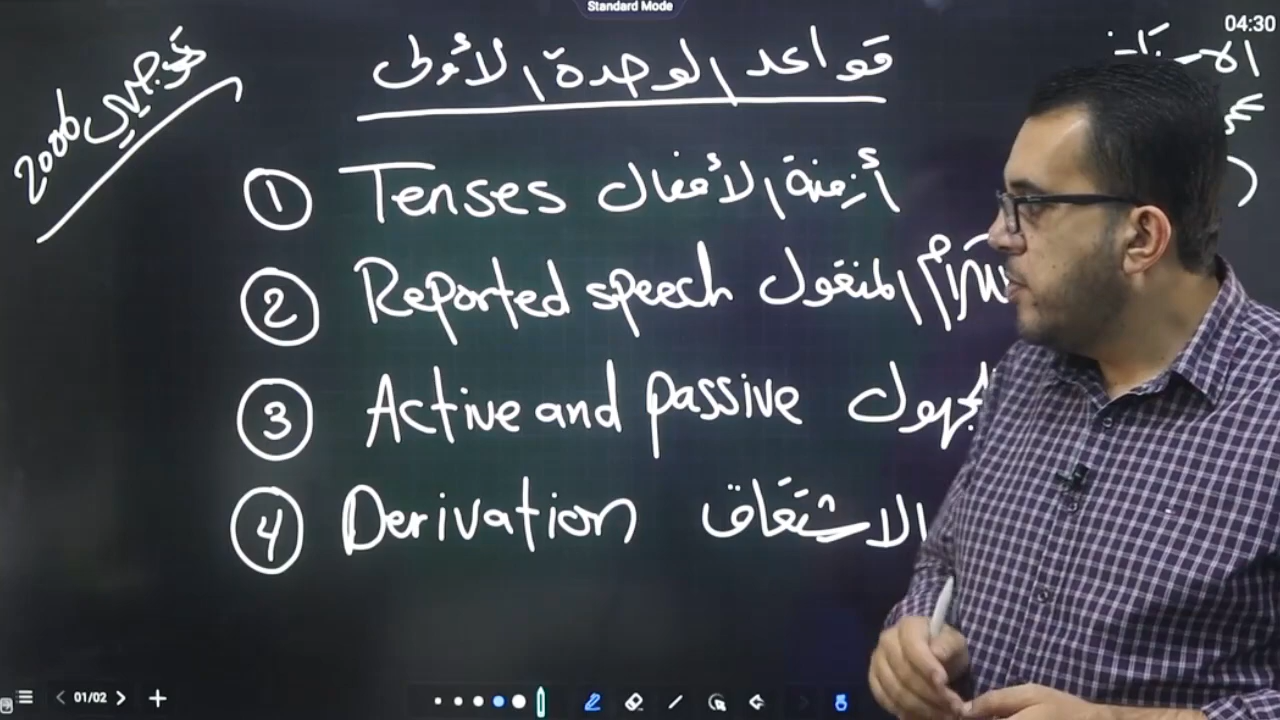 Standard Mode
04:30
قواعد الوحدة الأولى
توجيهي 2006
① Tenses أزمنة الأفعال
② Reported speech الكلام المنقول
③ Active and passive
④ Derivation الاشتقاق
01/02